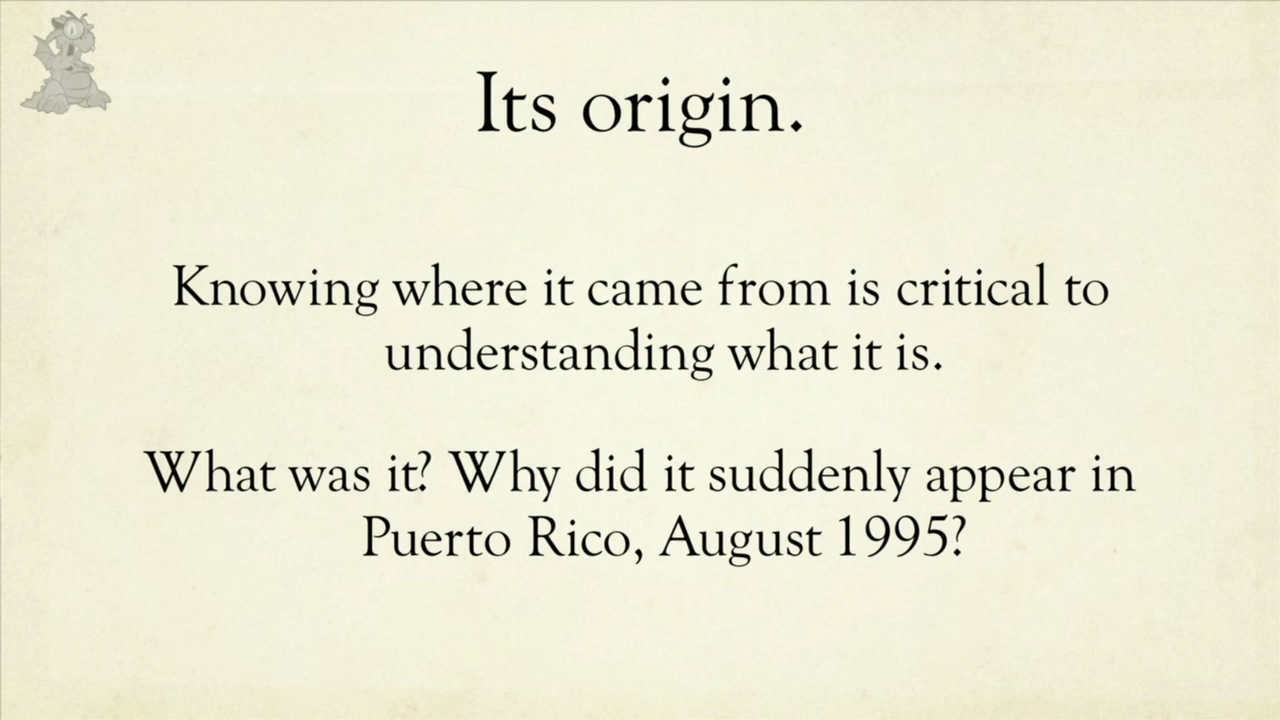 Its origin.
Knowing where it came from is critical to
understanding what it is.
What was it? Why did it suddenly appear in
Puerto Rico, August 1995?